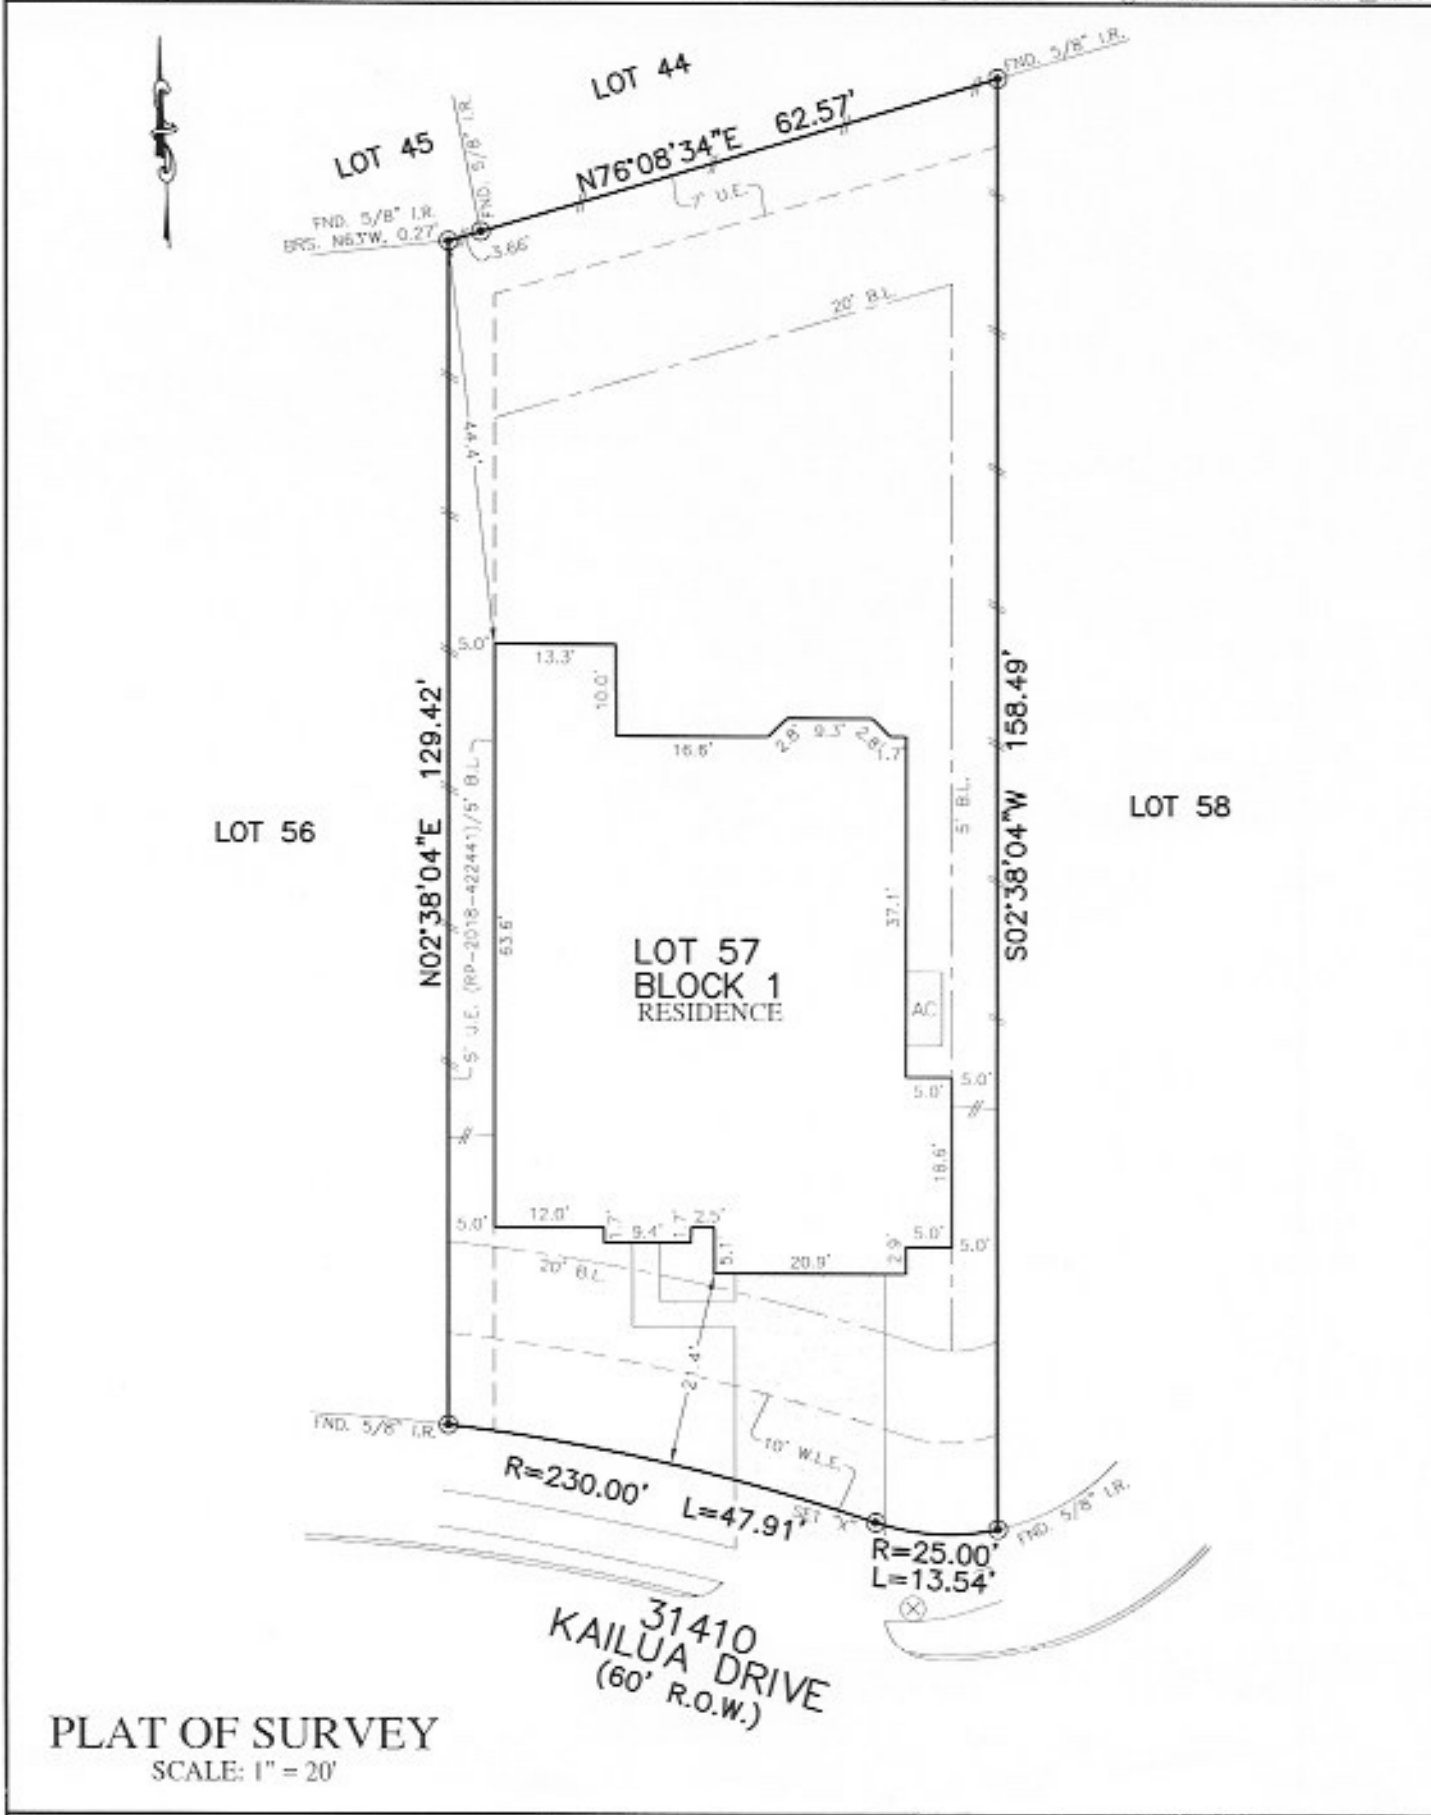 LOT 44
LOT 45
FND. 5/8" I.R.
FND. 5/8" I.R.
N76°08'34"E 62.57'
7' U.E.
FND. 5/8" I.R.
BRS. N63°W, 0.27'
3.66'
20' B.L.
44.4'
5.0'
13.3'
10.0'
16.6'
2.8'
9.3'
2.8'
1.7'
N02°38'04"E 129.42'
5' U.E. (RP-2018-422441)/5' B.L.
63.6'
LOT 56
LOT 57
BLOCK 1
RESIDENCE
37.1'
AC
5' B.L.
S02°38'04"W 158.49'
LOT 58
5.0'
5.0'
18.6'
5.0'
12.0'
1.7'
9.4'
1.7'
2.5'
5.1'
20.9'
2.9'
5.0'
5.0'
20' B.L.
21.4'
10' W.L.E.
FND. 5/8" I.R.
R=230.00' L=47.91'
SET "X"
FND. 5/8" I.R.
R=25.00'
L=13.54'
31410
KAILUA DRIVE
(60' R.O.W.)
PLAT OF SURVEY
SCALE: 1" = 20'